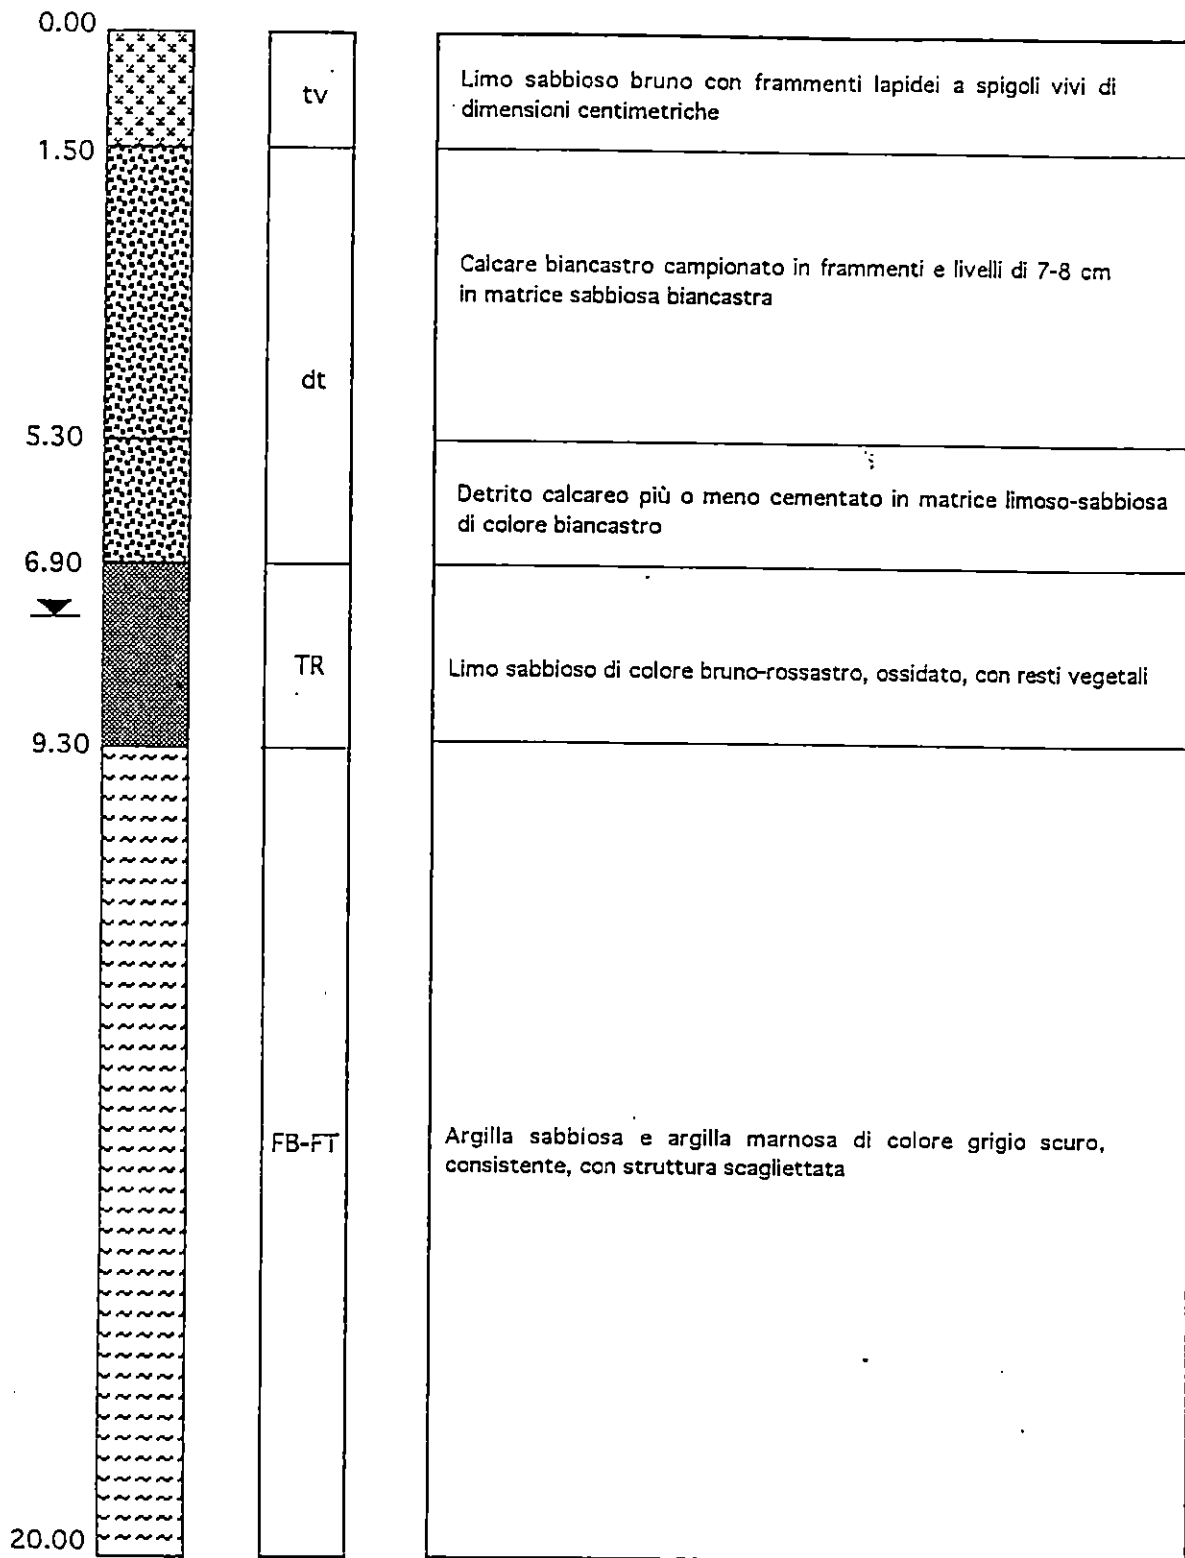 0.00
tv
Limo sabbioso bruno con frammenti lapidei a spigoli vivi di
dimensioni centimetriche
1.50
Calcare biancastro campionato in frammenti e livelli di 7-8 cm
in matrice sabbiosa biancastra
dt
5.30
Detrito calcareo più o meno cementato in matrice limoso-sabbiosa
di colore biancastro
6.90
TR
Limo sabbioso di colore bruno-rossastro, ossidato, con resti vegetali
9.30
FB-FT
Argilla sabbiosa e argilla marnosa di colore grigio scuro,
consistente, con struttura scagliettata
20.00